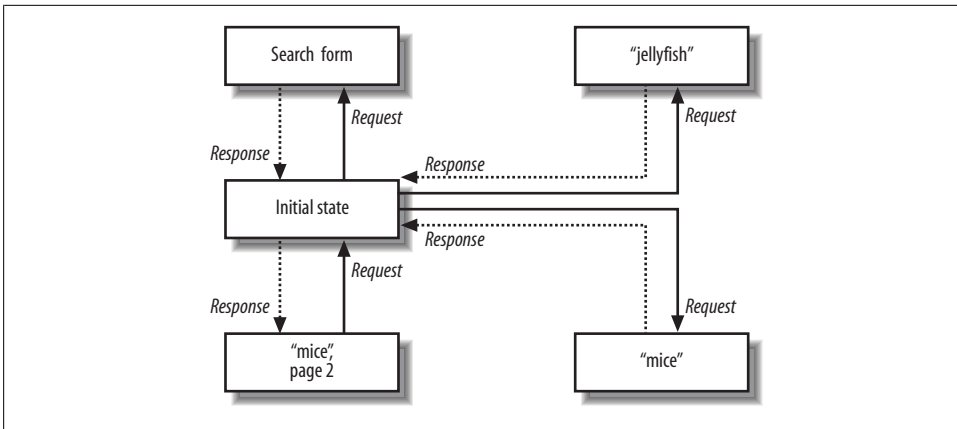 Search form
“jellyfish”
Request
Request
Response
Response
Initial state
Response
Request
Response
Request
“mice”,
page 2
“mice”